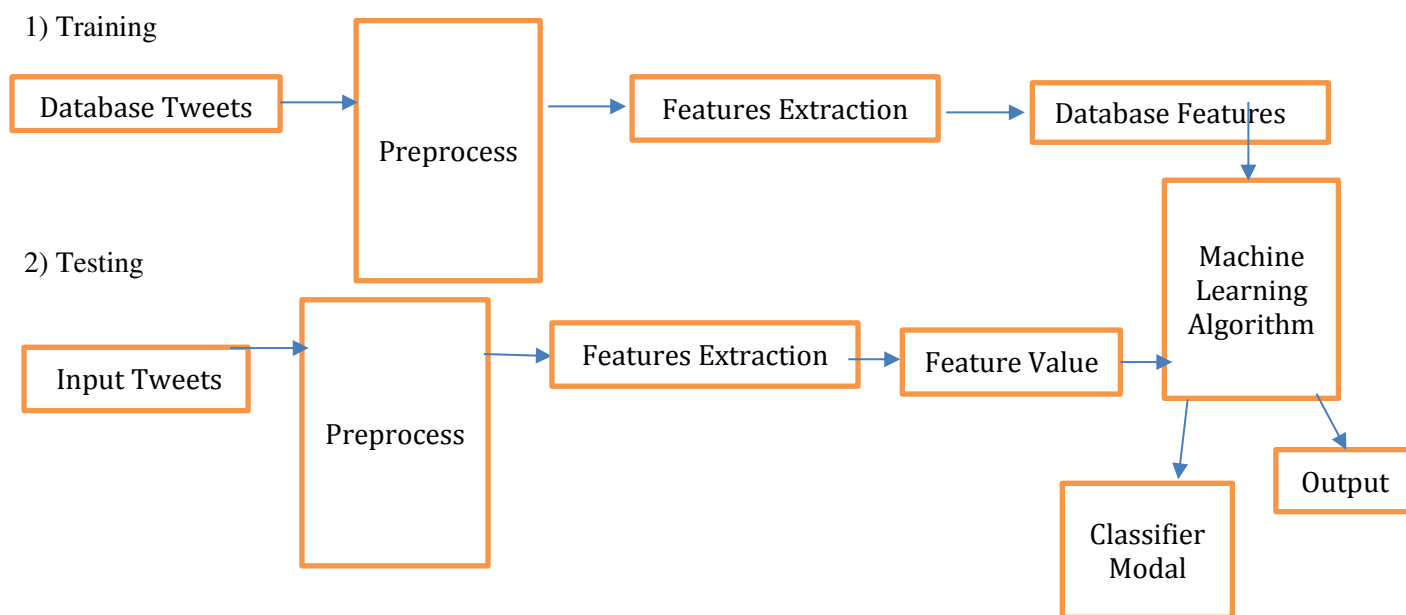 1) Training
Database Tweets
Preprocess
Features Extraction
Database Features
Machine
Learning
Algorithm
2) Testing
Input Tweets
Preprocess
Features Extraction
Feature Value
Output
Classifier
Modal